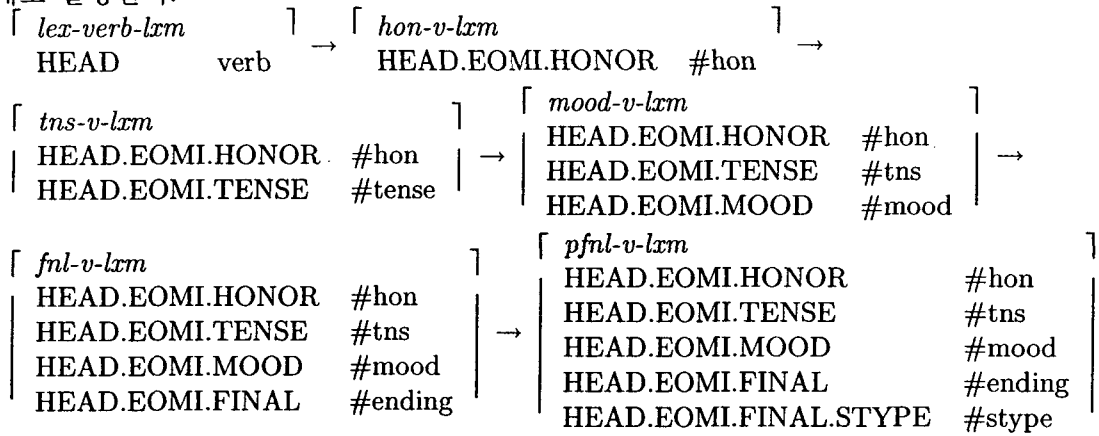 lex-verb-lxm → hon-v-lxm →
HEAD verb HEAD.EOMI.HONOR #hon
tns-v-lxm → mood-v-lxm →
HEAD.EOMI.HONOR #hon HEAD.EOMI.HONOR #hon
HEAD.EOMI.TENSE #tense HEAD.EOMI.TENSE #tns
HEAD.EOMI.MOOD #mood
fnl-v-lxm → pfnl-v-lxm
HEAD.EOMI.HONOR #hon HEAD.EOMI.HONOR #hon
HEAD.EOMI.TENSE #tns HEAD.EOMI.TENSE #tns
HEAD.EOMI.MOOD #mood HEAD.EOMI.MOOD #mood
HEAD.EOMI.FINAL #ending HEAD.EOMI.FINAL #ending
HEAD.EOMI.FINAL.STYPE #stype